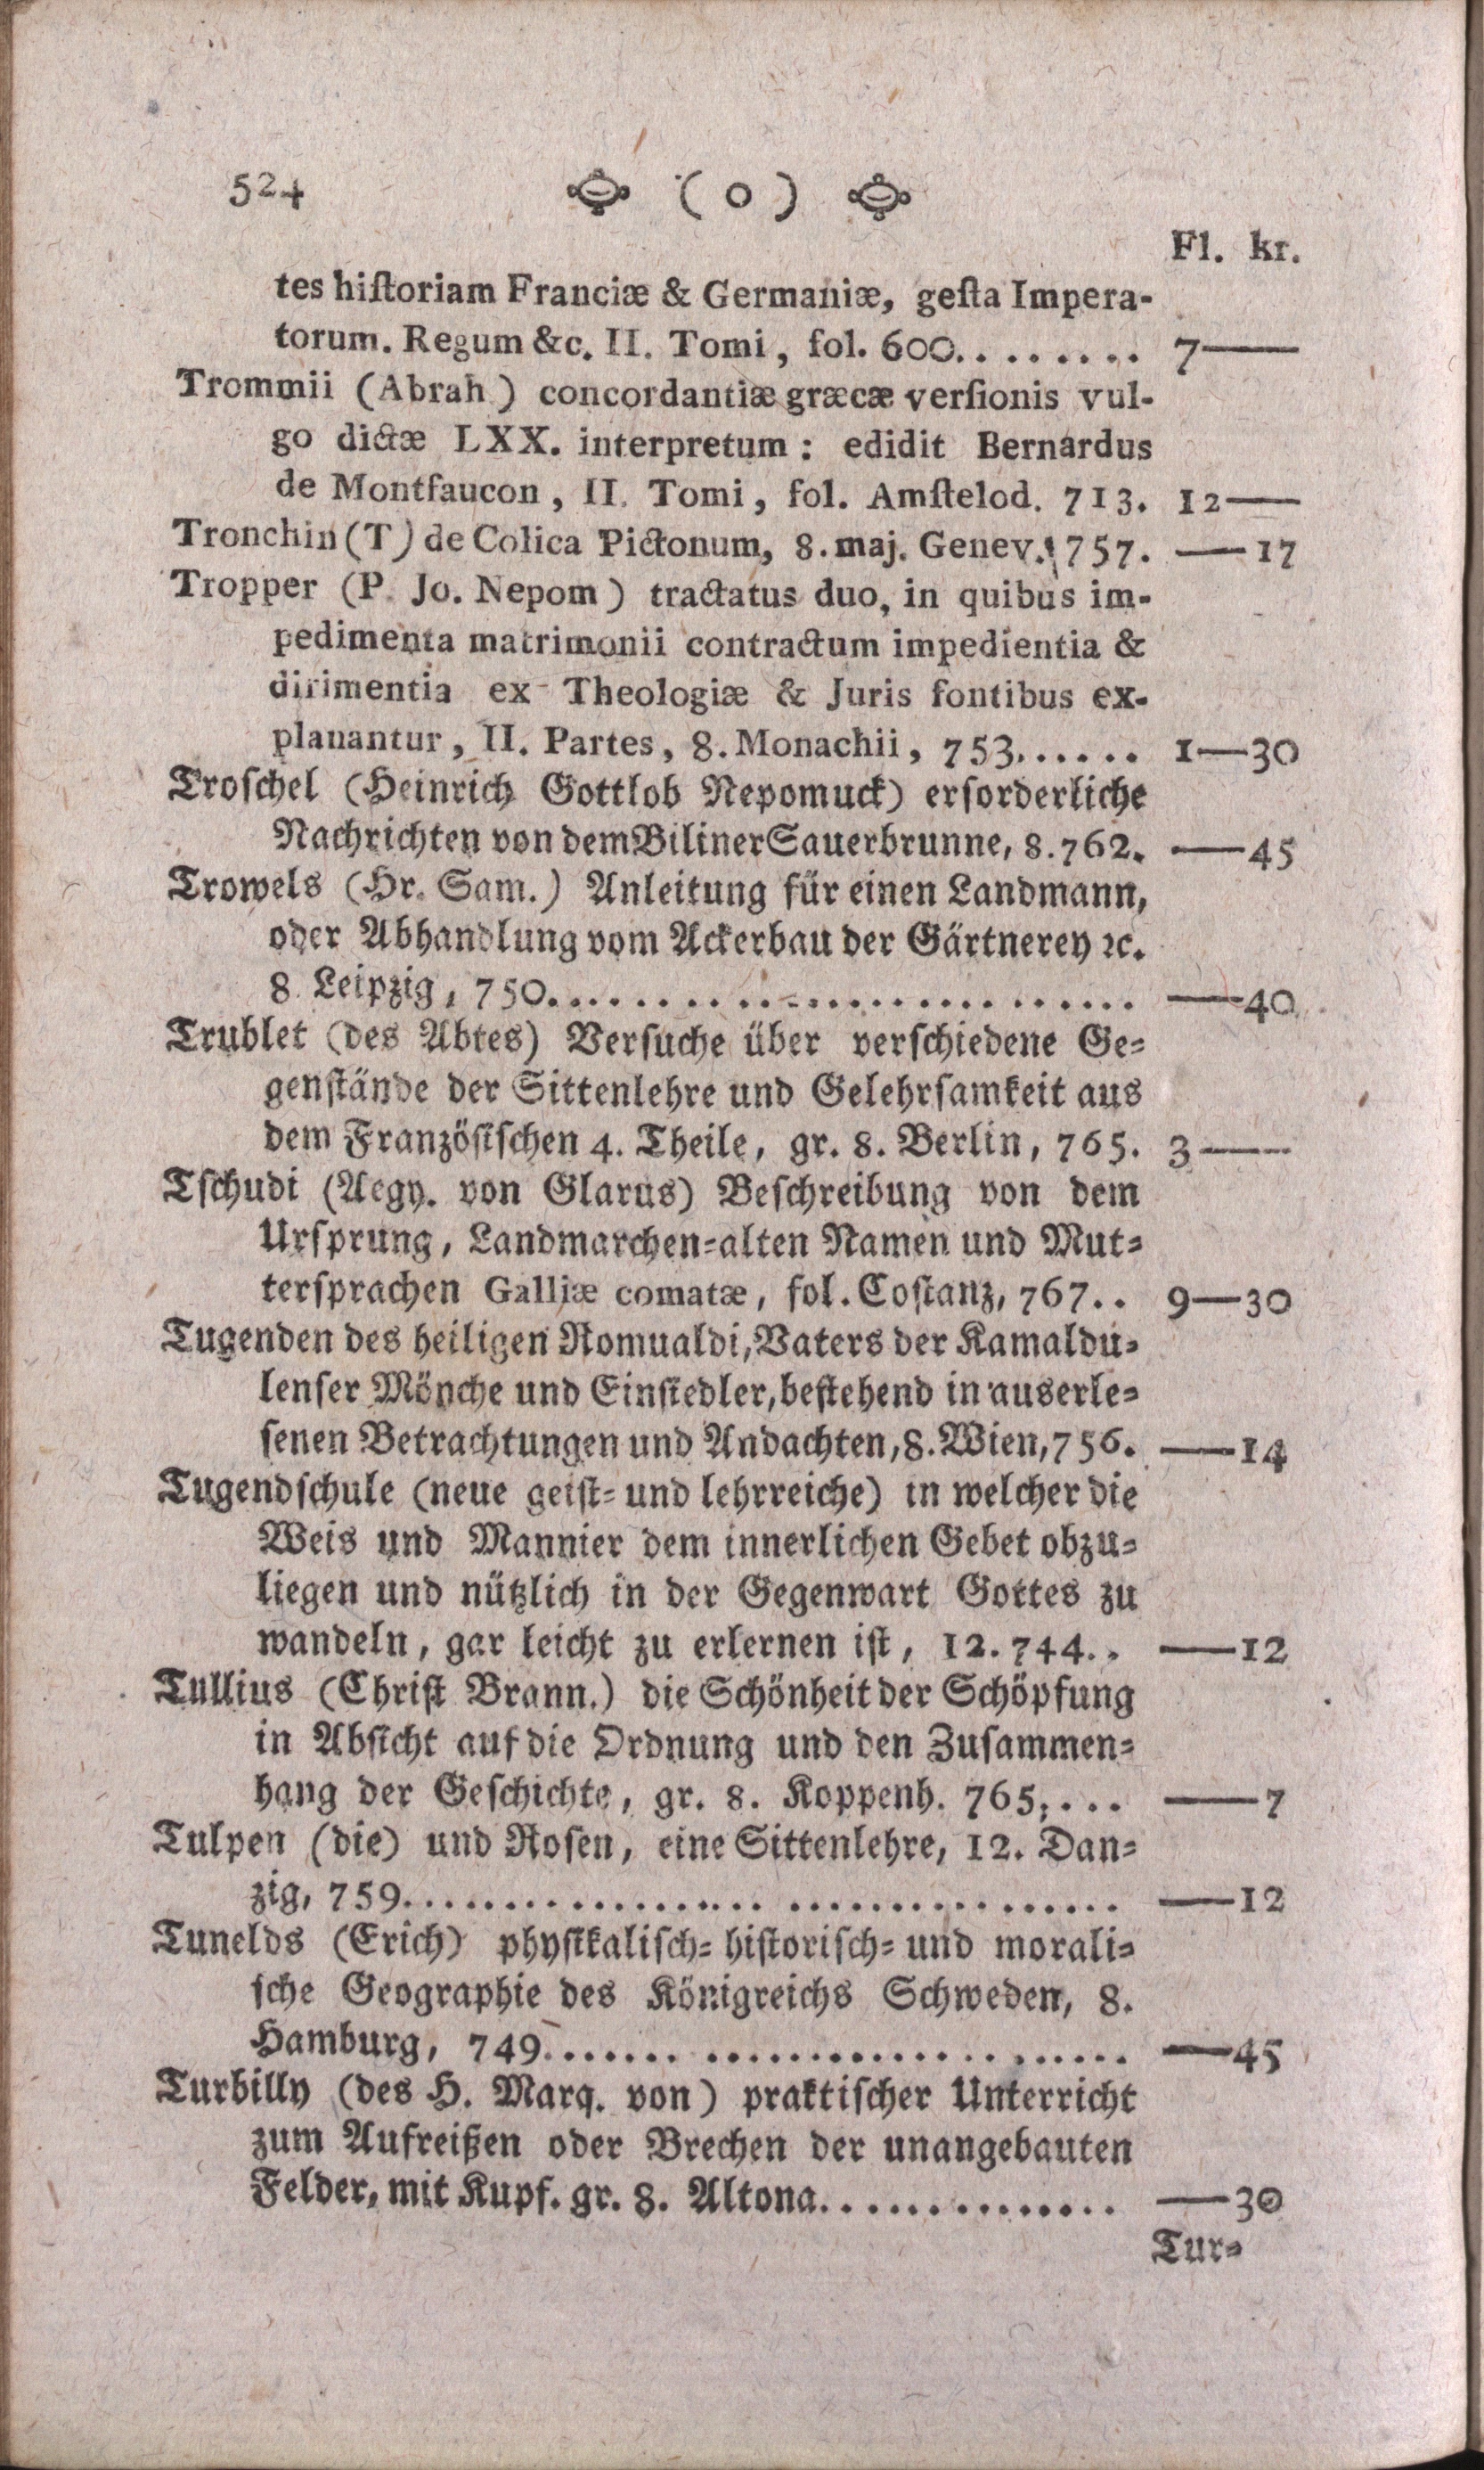 524 ( o )
Fl. kr.
tes hiſtoriam Franciæ & Germaniæ, geſta Impera-
torum. Regum &c. II. Tomi, fol. 600......... 7——
Trommii (Abrah) concordantiæ græcæ verſionis vul-
go dictæ LXX. interpretum: edidit Bernardus
de Montfaucon, II. Tomi, fol. Amſtelod. 713. 12——
Tronchin (T) de Colica Pictonum, 8. maj. Genev. 1757. ——17
Tropper (P. Jo. Nepom) tractatus duo, in quibus im-
pedimenta matrimonii contractum impedientia &
dirimentia ex Theologiæ & Juris fontibus ex-
planantur, II. Partes, 8. Monachii, 753...... 1—30
Troſchel (Heinrich Gottlob Nepomuck) erforderliche
Nachrichten von dem Biliner Sauerbrunne, 8. 762. ——45
Trowels (Hr. Sam.) Anleitung für einen Landmann,
oder Abhandlung vom Ackerbau der Gärtnerey ꝛc.
8. Leipzig, 750............................ ——40
Trublet (des Abtes) Verſuche über verſchiedene Ge-
genſtände der Sittenlehre und Gelehrſamkeit aus
dem Franzöſiſchen 4. Theile, gr. 8. Berlin, 765. 3——
Tſchudi (Aegy. von Glarus) Beſchreibung von dem
Urſprung, Landmarchen-alten Namen und Mut-
terſprachen Galliæ comatæ, fol. Coſtanz, 767.. 9—30
Tugenden des heiligen Romualdi, Vaters der Kamaldu-
lenſer Mönche und Einſiedler, beſtehend in auserle-
ſenen Betrachtungen und Andachten, 8. Wien, 756. ——14
Tugendſchule (neue geiſt- und lehrreiche) in welcher die
Weis und Mannier dem innerlichen Gebet obzu-
liegen und nützlich in der Gegenwart Gottes zu
wandeln, gar leicht zu erlernen iſt, 12. 744.. ——12
Tullius (Chriſt Brann.) die Schönheit der Schöpfung
in Abſicht auf die Ordnung und den Zuſammen-
hang der Geſchichte, gr. 8. Koppenh. 765.... ——7
Tulpen (die) und Roſen, eine Sittenlehre, 12. Dan-
zig, 759.................................. ——12
Tunelds (Erich) phyſikaliſch- hiſtoriſch- und morali-
ſche Geographie des Königreichs Schweden, 8.
Hamburg, 749............................ ——45
Turbilly (des H. Marq. von) praktiſcher Unterricht
zum Aufreißen oder Brechen der unangebauten
Felder, mit Kupf. gr. 8. Altona.............. ——30
Tur-